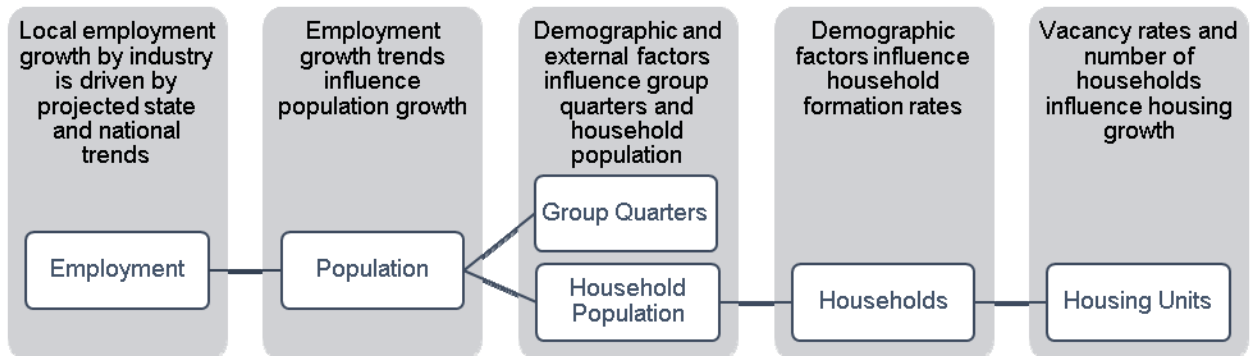 Local employment
growth by industry
is driven by
projected state
and national
trends
Employment
growth trends
influence
population growth
Demographic and
external factors
influence group
quarters and
household
population
Demographic
factors influence
household
formation rates
Vacancy rates and
number of
households
influence housing
growth
Employment
Population
Group Quarters
Household
Population
Households
Housing Units